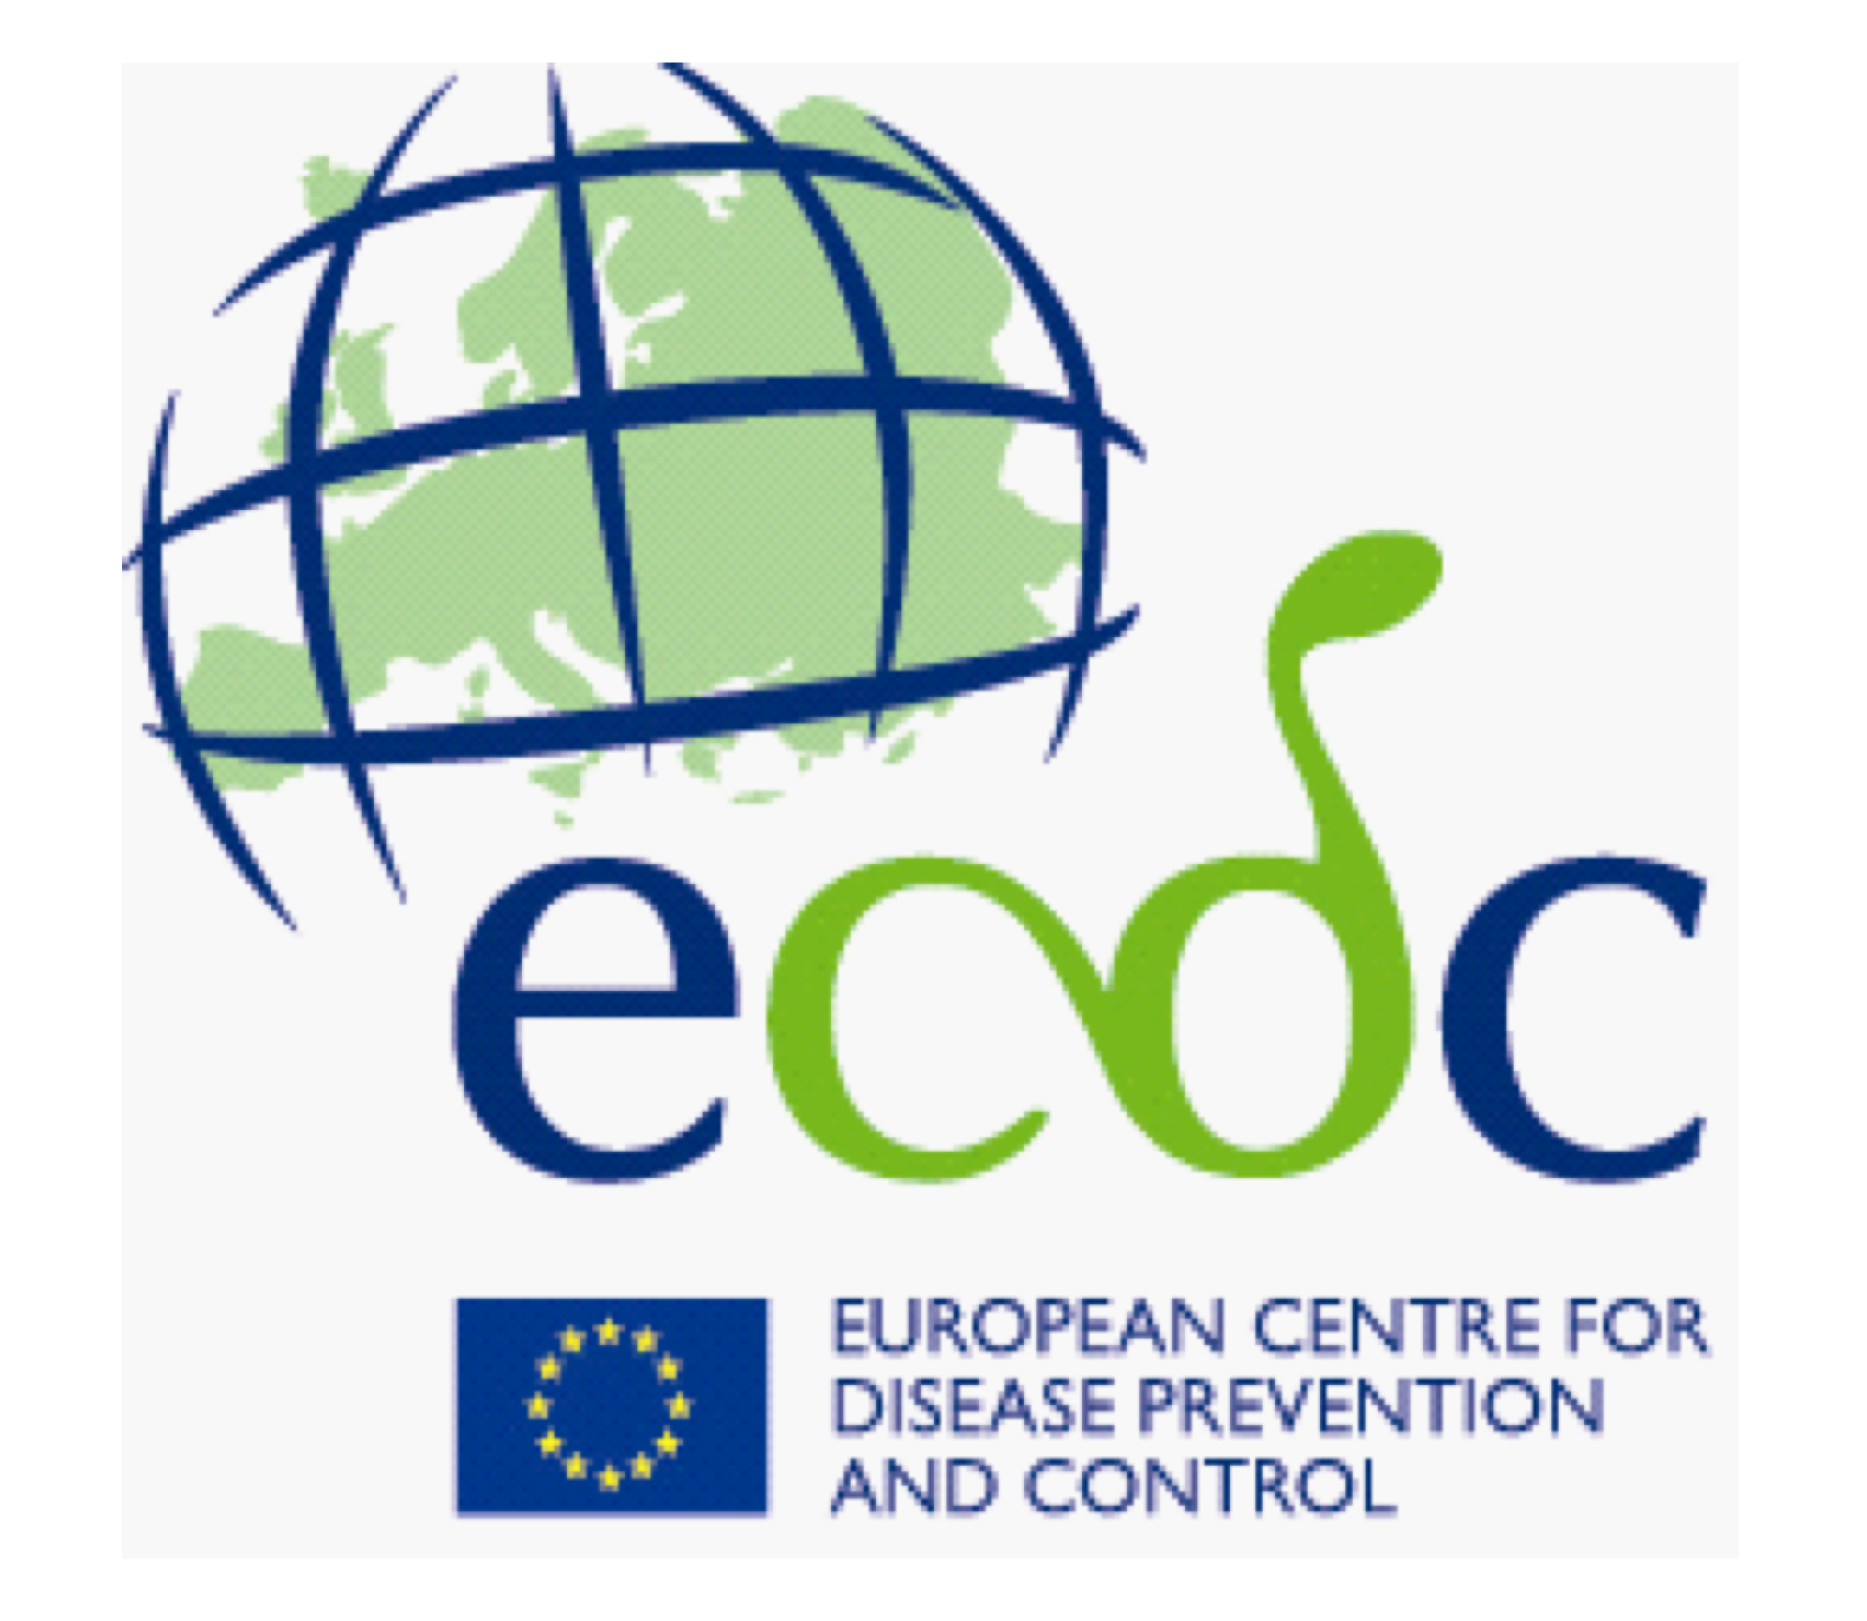 ecdc
EUROPEAN CENTRE FOR
DISEASE PREVENTION
AND CONTROL